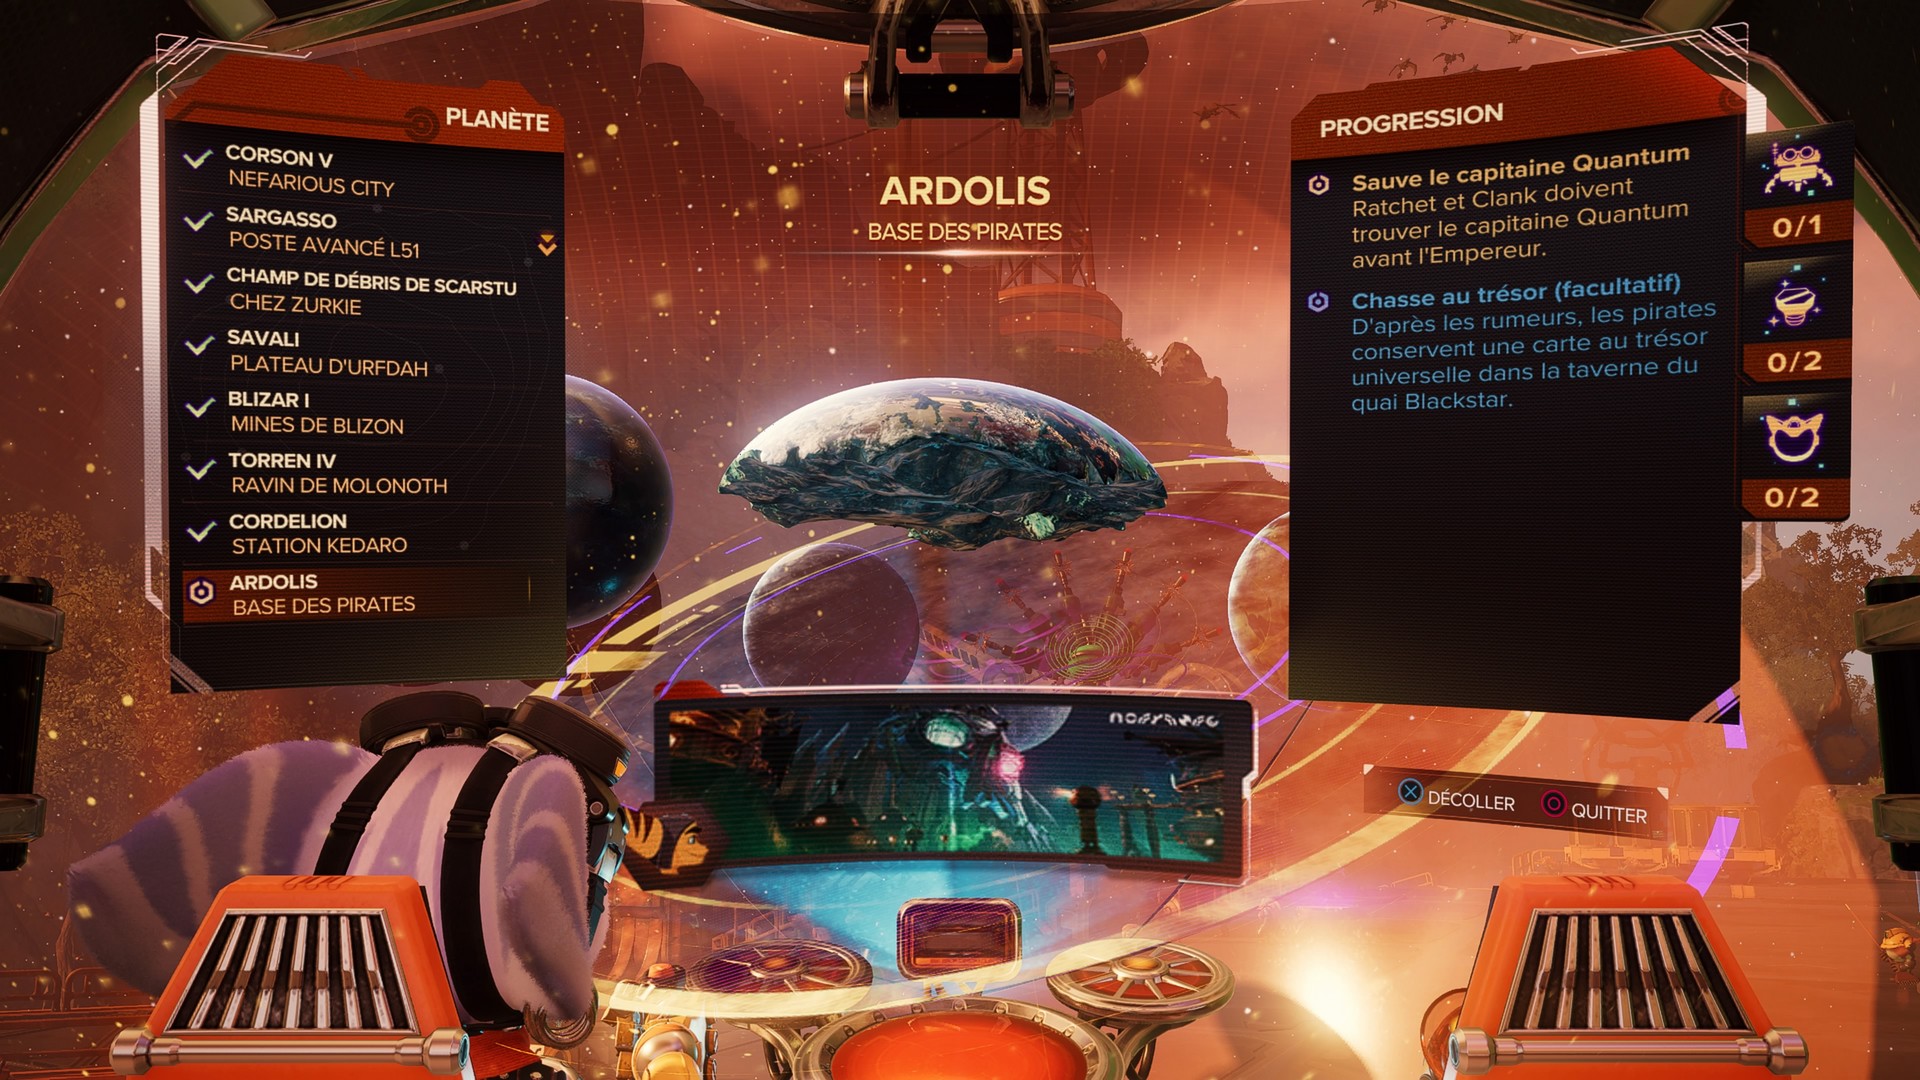 PLANÈTE
CORSON V
NEFARIOUS CITY
SARGASSO
POSTE AVANCÉ L51
CHAMP DE DÉBRIS DE SCARSTU
CHEZ ZURKIE
SAVALI
PLATEAU D'URFDAH
BLIZAR I
MINES DE BLIZON
TORREN IV
RAVIN DE MOLONOTH
CORDELION
STATION KEDARO
ARDOLIS
BASE DES PIRATES
ARDOLIS
BASE DES PIRATES
PROGRESSION
Sauve le capitaine Quantum
Ratchet et Clank doivent
trouver le capitaine Quantum
avant l'Empereur.
Chasse au trésor (facultatif)
D'après les rumeurs, les pirates
conservent une carte au trésor
universelle dans la taverne du
quai Blackstar.
0/1
0/2
0/2
DÉCOLLER
QUITTER